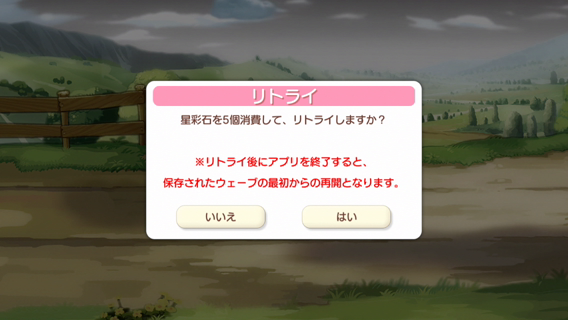 リトライ
星彩石を5個消費して、リトライしますか？
※リトライ後にアプリを終了すると、
保存されたウェーブの最初からの再開となります。
いいえ
はい